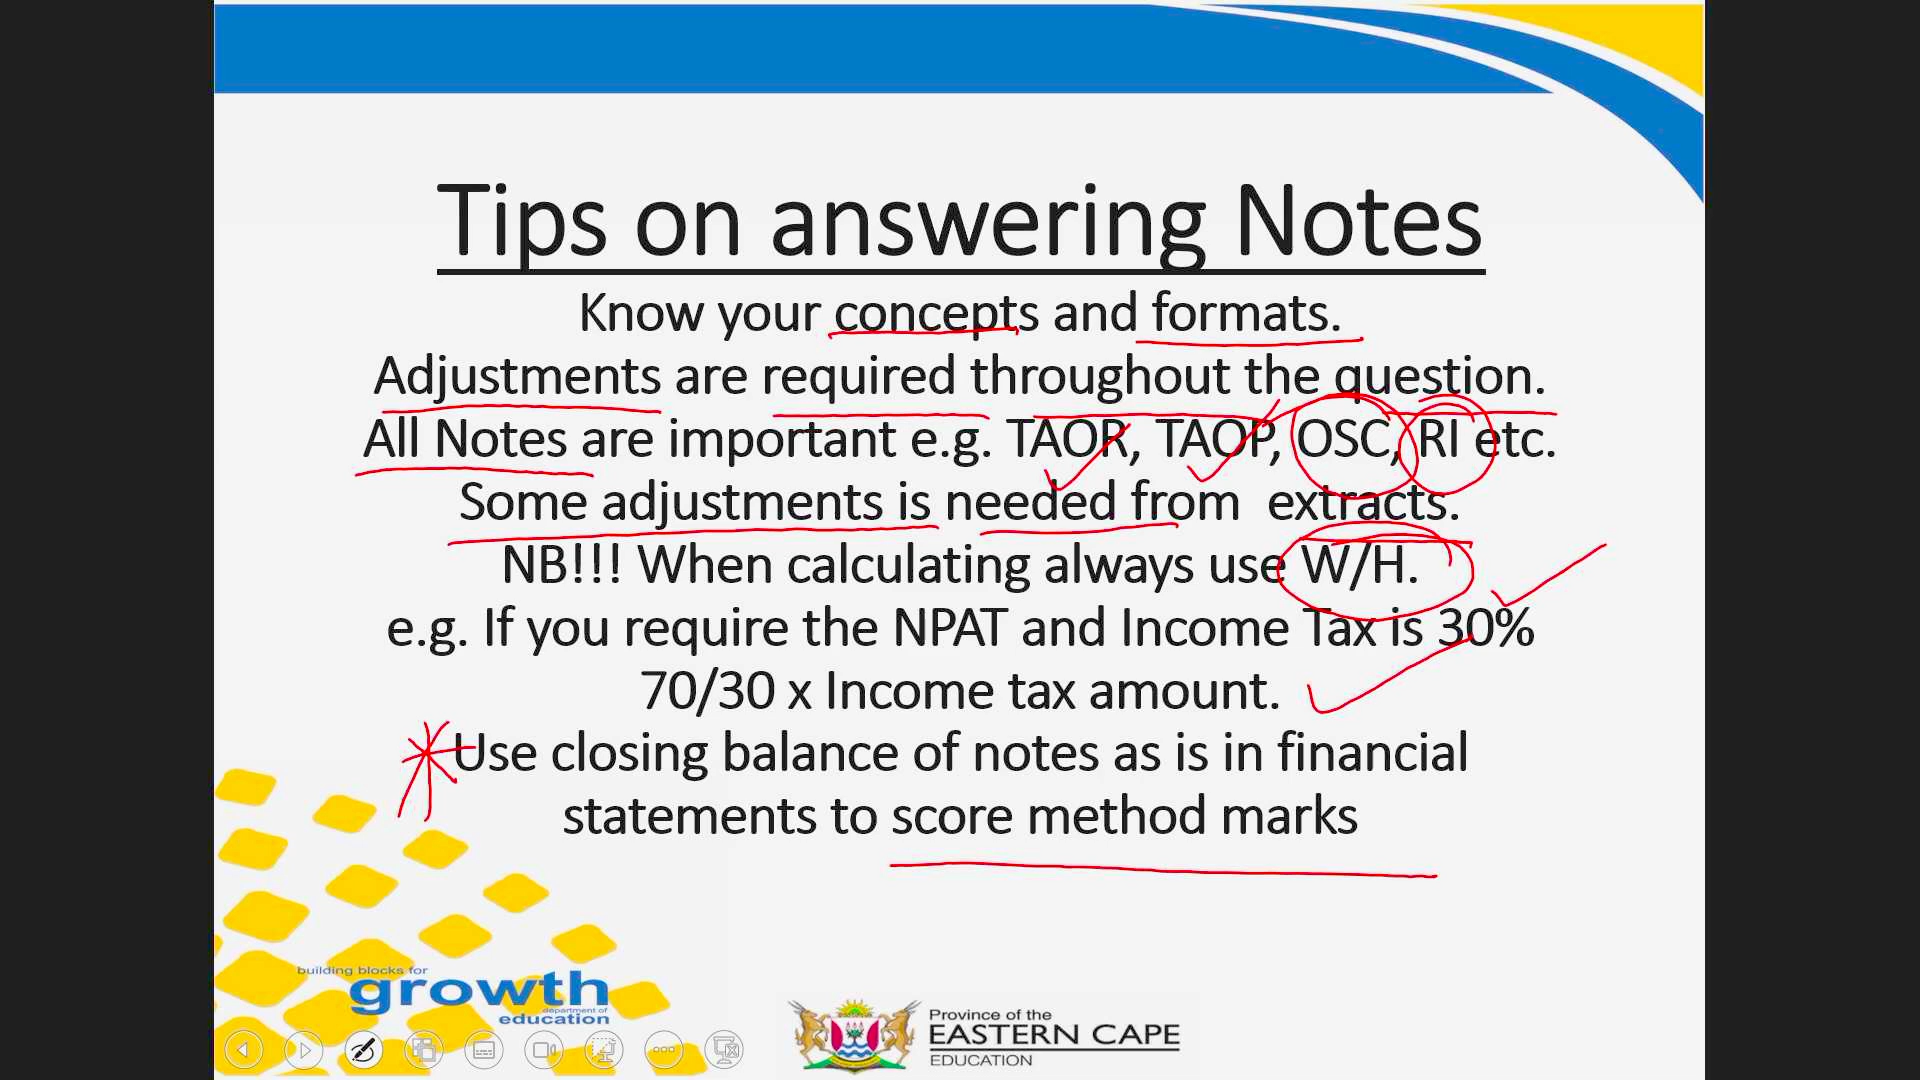 Tips on answering Notes
Know your concepts and formats.
Adjustments are required throughout the question.
All Notes are important e.g. TAOR, TAOP, OSC, RI etc.
Some adjustments is needed from extracts.
NB!!! When calculating always use W/H.
e.g. If you require the NPAT and Income Tax is 30%
70/30 x Income tax amount.
Use closing balance of notes as is in financial
statements to score method marks
building blocks for
growth
department of
education
Province of the
EASTERN CAPE
EDUCATION